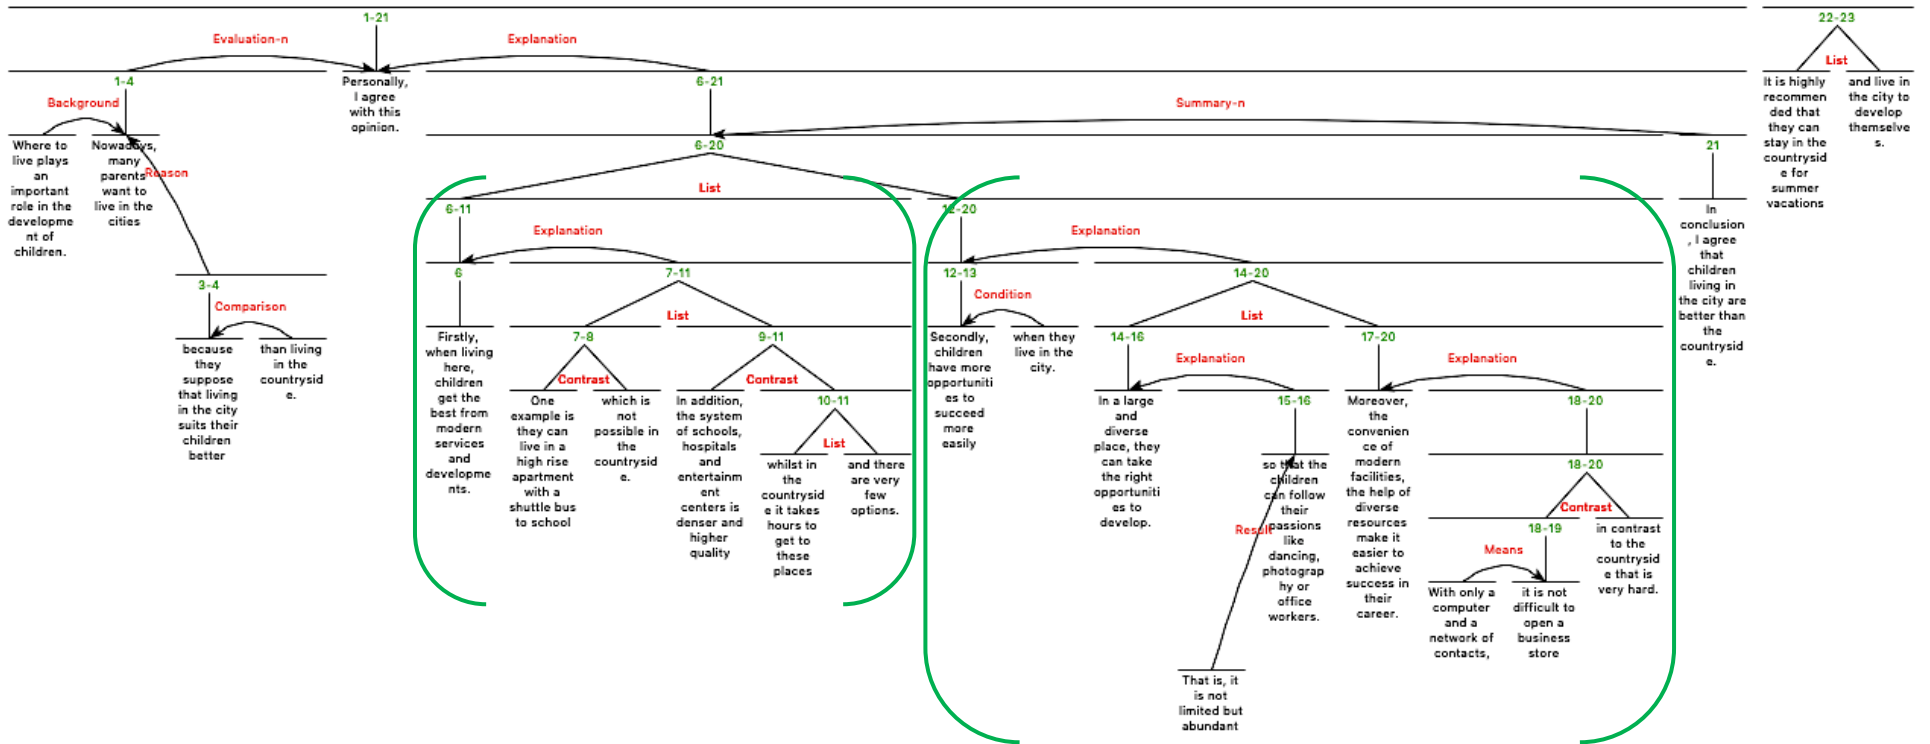 1-21
22-23
Evaluation-n
Explanation
List
1-4
Personally,
I agree
with this
opinion.
6-21
It is highly
recommen
ded that
they can
stay in the
countrysid
e for
summer
vacations
and live in
the city to
develop
themselve
s.
Background
Summary-n
Where to
live plays
an
important
role in the
developme
nt of
children.
Nowadays,
many
parents
want to
live in the
cities
Reason
6-20
21
List
In
conclusion
, I agree
that
children
living in
the city are
better than
the
countrysid
e.
6-11
12-20
Explanation
Explanation
3-4
Comparison
because
they
suppose
that living
in the city
suits their
children
better
than living
in the
countrysid
e.
6
Firstly,
when living
here,
children
get the
best from
modern
services
and
developme
nts.
7-11
List
7-8
Contrast
One
example is
they can
live in a
high rise
apartment
with a
shuttle bus
to school
which is
not
possible in
the
countrysid
e.
9-11
Contrast
In addition,
the system
of schools,
hospitals
and
entertainm
ent
centers is
denser and
higher
quality
10-11
List
whilst in
the
countrysid
e it takes
hours to
get to
these
places
and there
are very
few
options.
12-13
Condition
Secondly,
children
have more
opportuniti
es to
succeed
more
easily
when they
live in the
city.
14-20
List
14-16
Explanation
In a large
and
diverse
place, they
can take
the right
opportuniti
es to
develop.
15-16
so that the
children
can follow
their
passions
like
dancing,
photograp
hy or
office
workers.
Result
That is, it
is not
limited but
abundant
17-20
Explanation
Moreover,
the
convenien
ce of
modern
facilities,
the help of
diverse
resources
make it
easier to
achieve
success in
their
career.
18-20
18-20
Contrast
18-19
Means
With only a
computer
and a
network of
contacts,
it is not
difficult to
open a
business
store
in contrast
to the
countrysid
e that is
very hard.